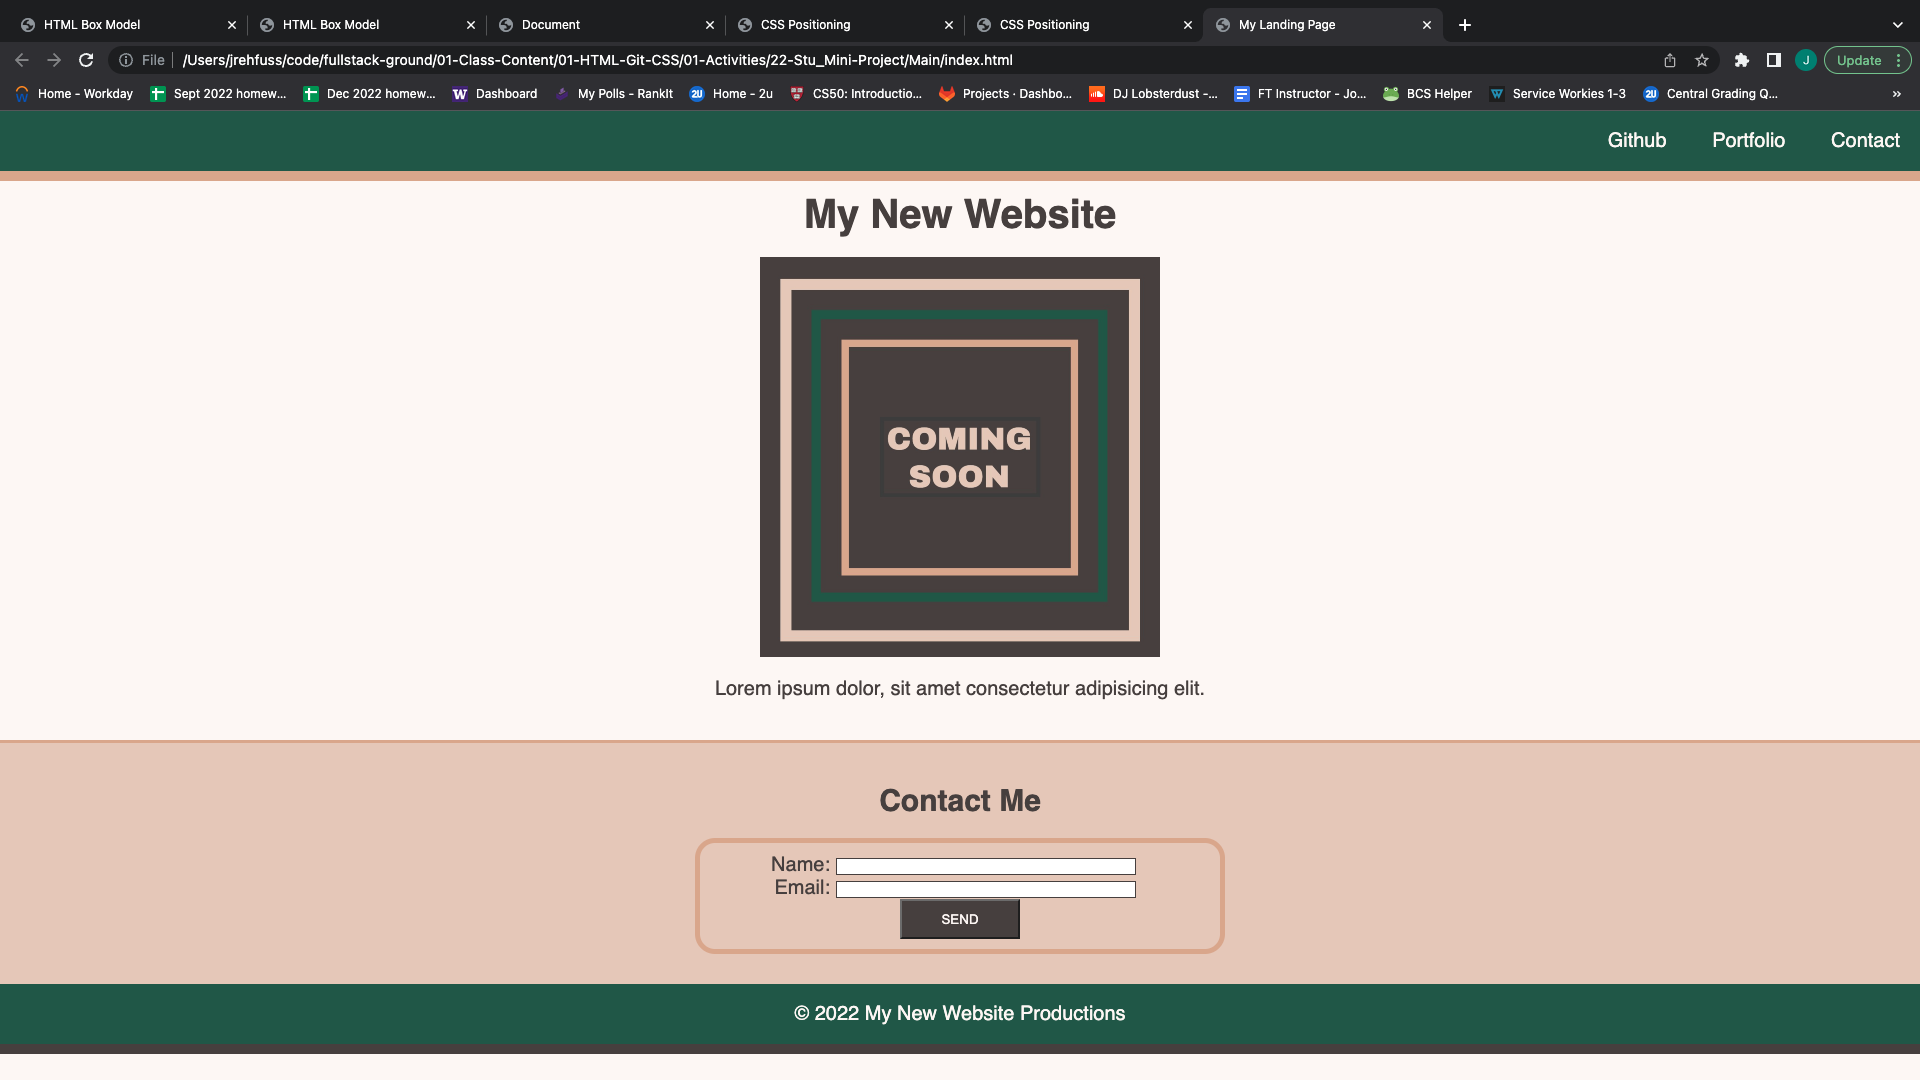 HTML Box Model HTML Box Model Document CSS Positioning CSS Positioning My Landing Page
File /Users/jrehfuss/code/fullstack-ground/01-Class-Content/01-HTML-Git-CSS/01-Activities/22-Stu_Mini-Project/Main/index.html J Update
Home - Workday Sept 2022 homew... Dec 2022 homew... W Dashboard My Polls - RankIt 2U Home - 2u CS50: Introductio... Projects · Dashbo... DJ Lobsterdust -... FT Instructor - Jo... BCS Helper W Service Workies 1-3 2U Central Grading Q... »
Github Portfolio Contact
My New Website
COMING
SOON
Lorem ipsum dolor, sit amet consectetur adipisicing elit.
Contact Me
Name:
Email:
SEND
© 2022 My New Website Productions